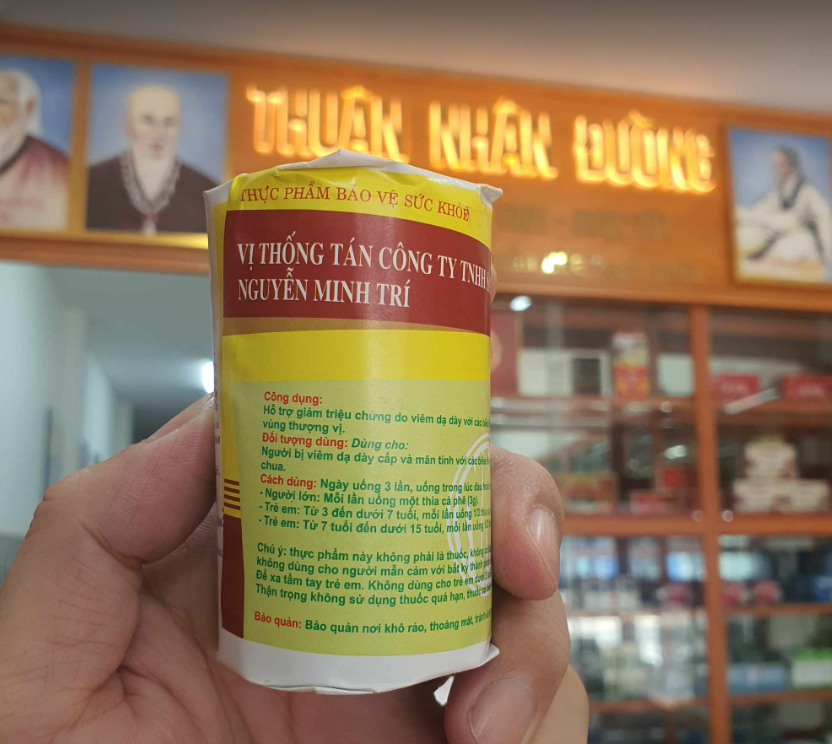 THUẬN NHÂN ĐƯỜNG
THỰC PHẨM BẢO VỆ SỨC KHỎE
VỊ THỐNG TÁN CÔNG TY TNHH
NGUYỄN MINH TRÍ
Công dụng:
Hỗ trợ giảm triệu chứng do viêm dạ dày với các
vùng thượng vị.
Đối tượng dùng: Dùng cho:
Người bị viêm dạ dày cấp và mãn tính với các
chua.
Cách dùng: Ngày uống 3 lần, uống trong lúc đau
- Người lớn: Mỗi lần uống một thìa cà phê (3g)
- Trẻ em: Từ 3 đến dưới 7 tuổi, mỗi lần uống 1/3
- Trẻ em: Từ 7 tuổi đến dưới 15 tuổi, mỗi lần uống
Chú ý: thực phẩm này không phải là thuốc, không
không dùng cho người mẫn cảm với bất kỳ thành
Để xa tầm tay trẻ em. Không dùng cho trẻ em dưới
Thận trọng không sử dụng thuốc quá hạn, thuốc
Bảo quản: Bảo quản nơi khô ráo, thoáng mát, tránh